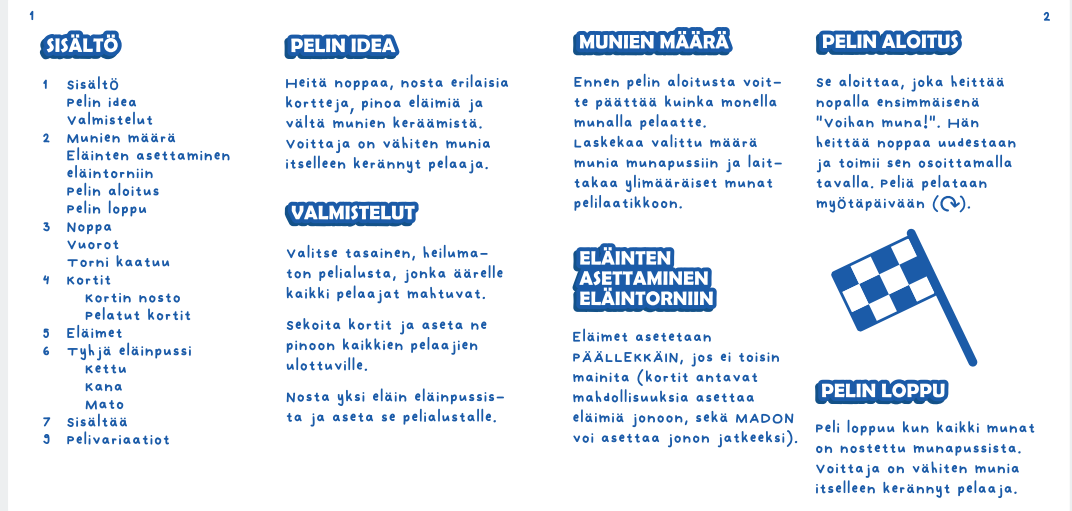 1
SISÄLTÖ
1 SisältÖ
Pelin idea
Valmistelut
2 Munien määrä
Eläinten asettaminen
eläintorniin
Pelin aloitus
Pelin loppu
3 Noppa
Vuorot
Torni kaatuu
4 Kortit
Kortin nosto
Pelatut kortit
5 Eläimet
6 Tyhjä eläinpussi
Kettu
Kana
Mato
7 Sisältää
9 Pelivariaatiot
PELIN IDEA
Heitä noppaa, nosta erilaisia
kortteja, pinoa eläimiä ja
vältä munien keräämistä.
Voittaja on vähiten munia
itselleen kerännyt pelaaja.
VALMISTELUT
Valitse tasainen, heiluma-
ton pelialusta, jonka äärelle
kaikki pelaajat mahtuvat.
Sekoita kortit ja aseta ne
pinoon kaikkien pelaajien
ulottuville.
Nosta yksi eläin eläinpussis-
ta ja aseta se pelialustalle.
MUNIEN MÄÄRÄ
Ennen pelin aloitusta voit-
te päättää kuinka monella
munalla pelaatte.
Laskekaa valittu määrä
munia munapussiin ja lait-
takaa ylimääräiset munat
pelilaatikkoon.
ELÄINTEN
ASETTAMINEN
ELÄINTORNIIN
Eläimet asetetaan
PÄÄLLEKKÄIN, jos ei toisin
mainita (kortit antavat
mahdollisuuksia asettaa
eläimiä jonoon, sekä MADON
voi asettaa jonon jatkeeksi).
2
PELIN ALOITUS
Se aloittaa, joka heittää
nopalla ensimmäisenä
"Voihan muna!". Hän
heittää noppaa uudestaan
ja toimii sen osoittamalla
tavalla. Peliä pelataan
myÖtäpäivään (⟳).
PELIN LOPPU
Peli loppuu kun kaikki munat
on nostettu munapussista.
Voittaja on vähiten munia
itselleen kerännyt pelaaja.